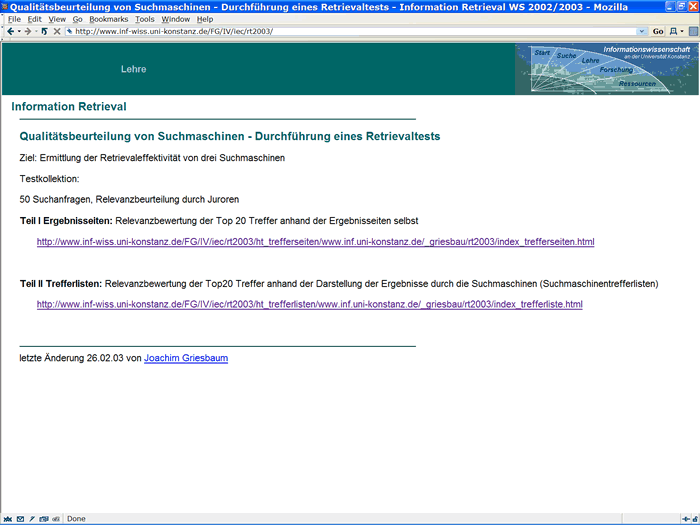 Qualitätsbeurteilung von Suchmaschinen - Durchführung eines Retrievaltests - Information Retrieval WS 2002/2003 - Mozilla
File Edit View Go Bookmarks Tools Window Help
http://www.inf-wiss.uni-konstanz.de/FG/IV/iec/rt2003/ Go
Lehre
Informationswissenschaft
an der Universität Konstanz
Start Suche Lehre Forschung Ressourcen
Information Retrieval
Qualitätsbeurteilung von Suchmaschinen - Durchführung eines Retrievaltests
Ziel: Ermittlung der Retrievaleffektivität von drei Suchmaschinen
Testkollektion:
50 Suchanfragen, Relevanzbeurteilung durch Juroren
Teil I Ergebnisseiten: Relevanzbewertung der Top 20 Treffer anhand der Ergebnisseiten selbst
http://www.inf-wiss.uni-konstanz.de/FG/IV/iec/rt2003/ht_trefferseiten/www.inf.uni-konstanz.de/_griesbau/rt2003/index_trefferseiten.html
Teil II Trefferlisten: Relevanzbewertung der Top20 Treffer anhand der Darstellung der Ergebnisse durch die Suchmaschinen (Suchmaschinentrefferlisten)
http://www.inf-wiss.uni-konstanz.de/FG/IV/iec/rt2003/ht_trefferlisten/www.inf.uni-konstanz.de/_griesbau/rt2003/index_trefferliste.html
letzte Änderung 26.02.03 von Joachim Griesbaum
Done